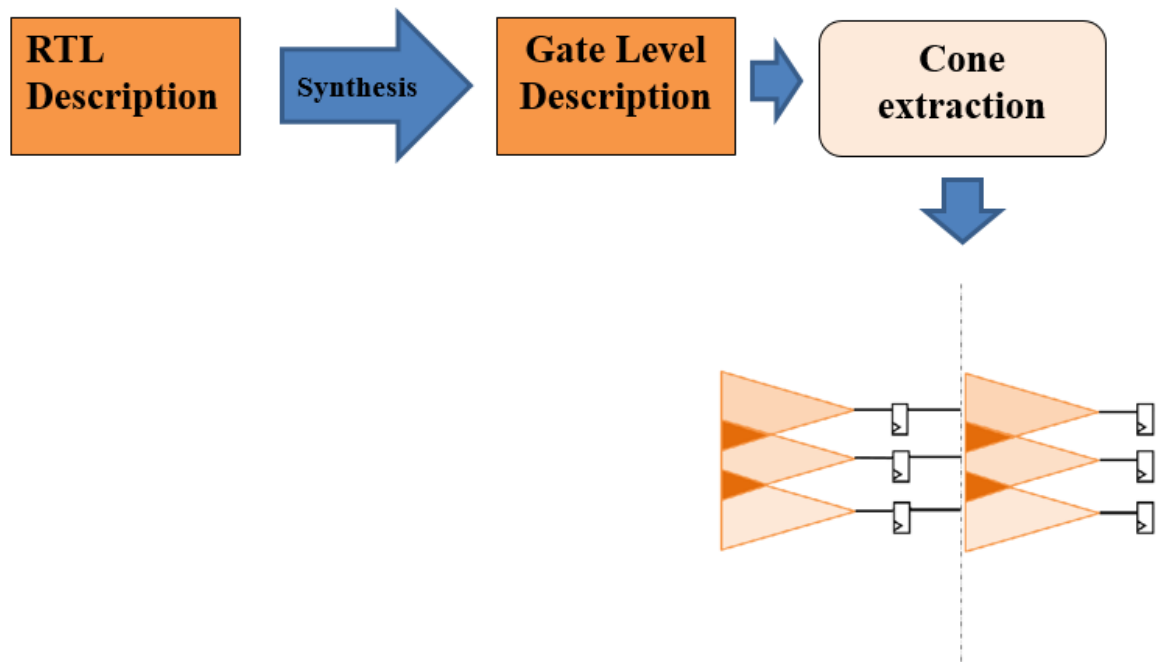 RTL
Description
Synthesis
Gate Level
Description
Cone
extraction